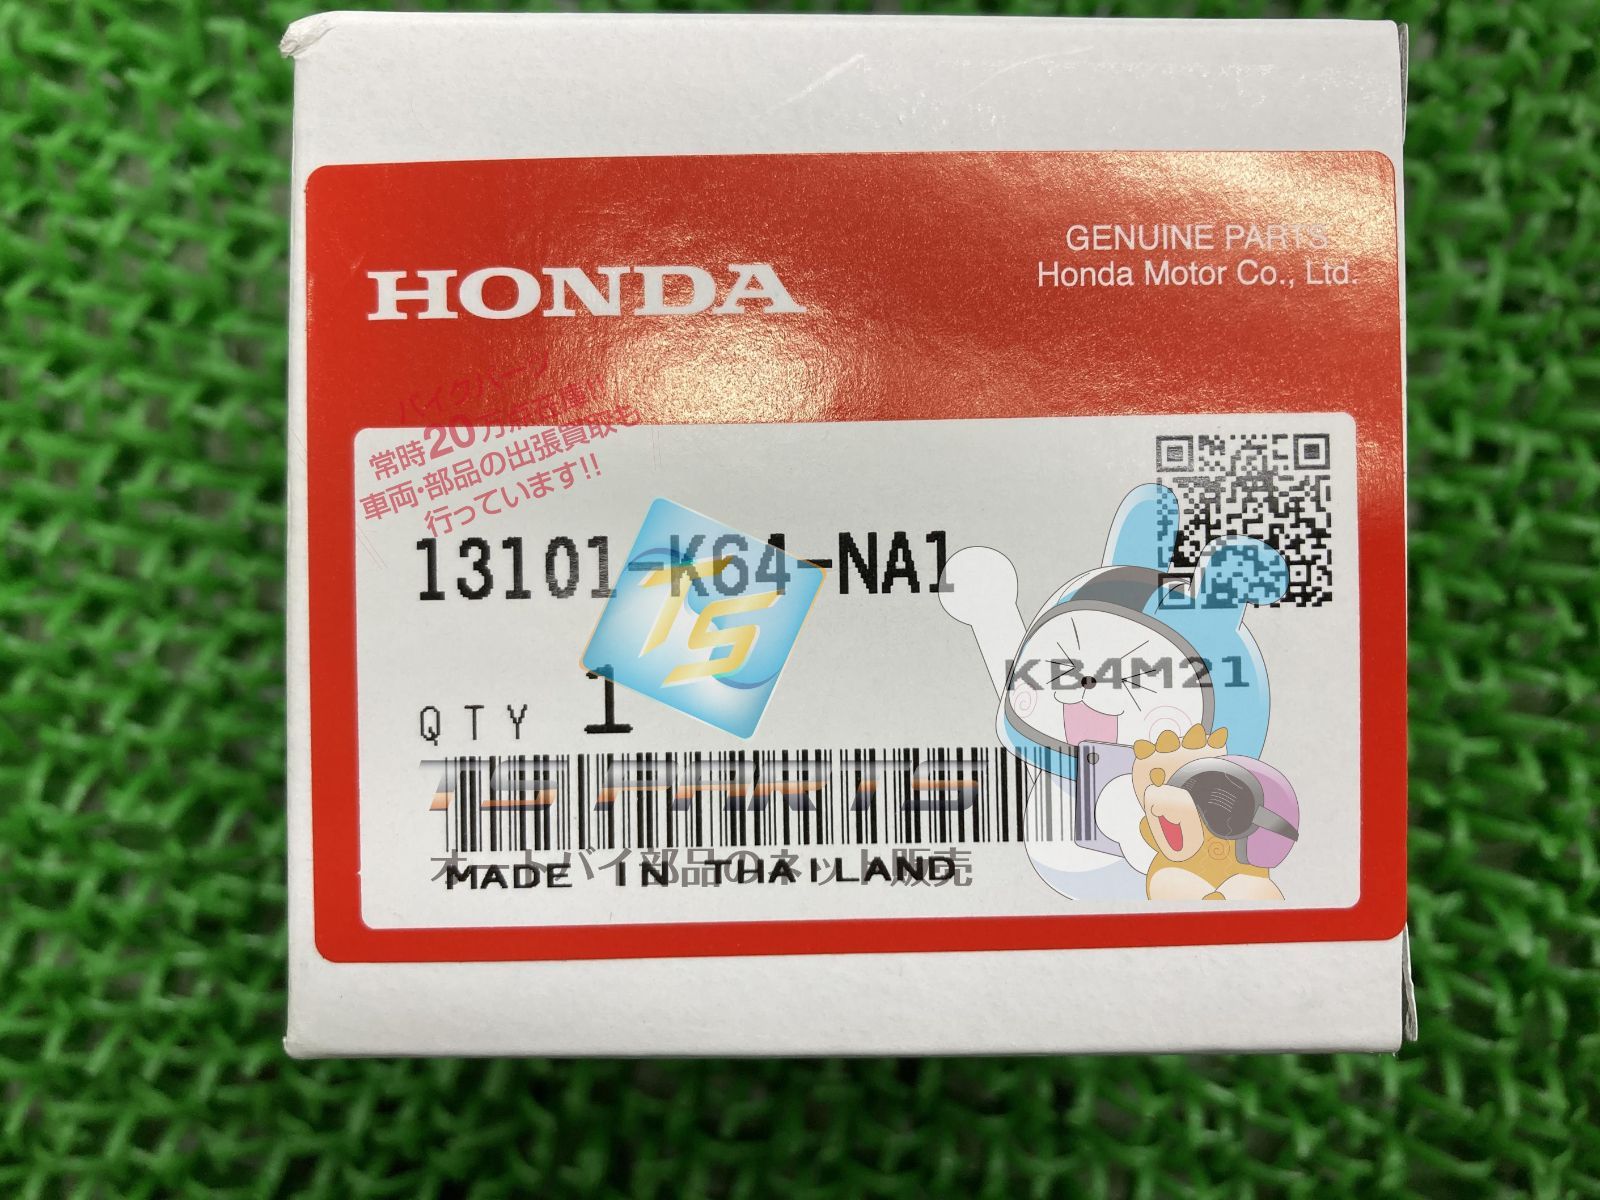 GENUINE PARTS
Honda Motor Co., Ltd.
HONDA
バイクパーツ
常時20万点在庫!!
車両・部品の出張買取も
行っています!!
13101-K64-NA1
TS
KB4M21
QTY 1
TS PARTS
オートバイ部品のネット販売
MADE IN THAILAND